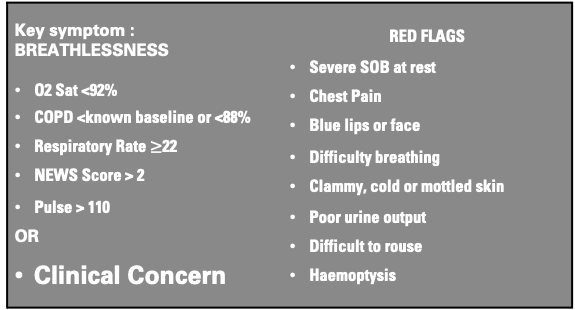 Key symptom :
BREATHLESSNESS
• O2 Sat <92%
• COPD <known baseline or <88%
• Respiratory Rate ≥22
• NEWS Score > 2
• Pulse > 110
OR
• Clinical Concern
RED FLAGS
• Severe SOB at rest
• Chest Pain
• Blue lips or face
• Difficulty breathing
• Clammy, cold or mottled skin
• Poor urine output
• Difficult to rouse
• Haemoptysis